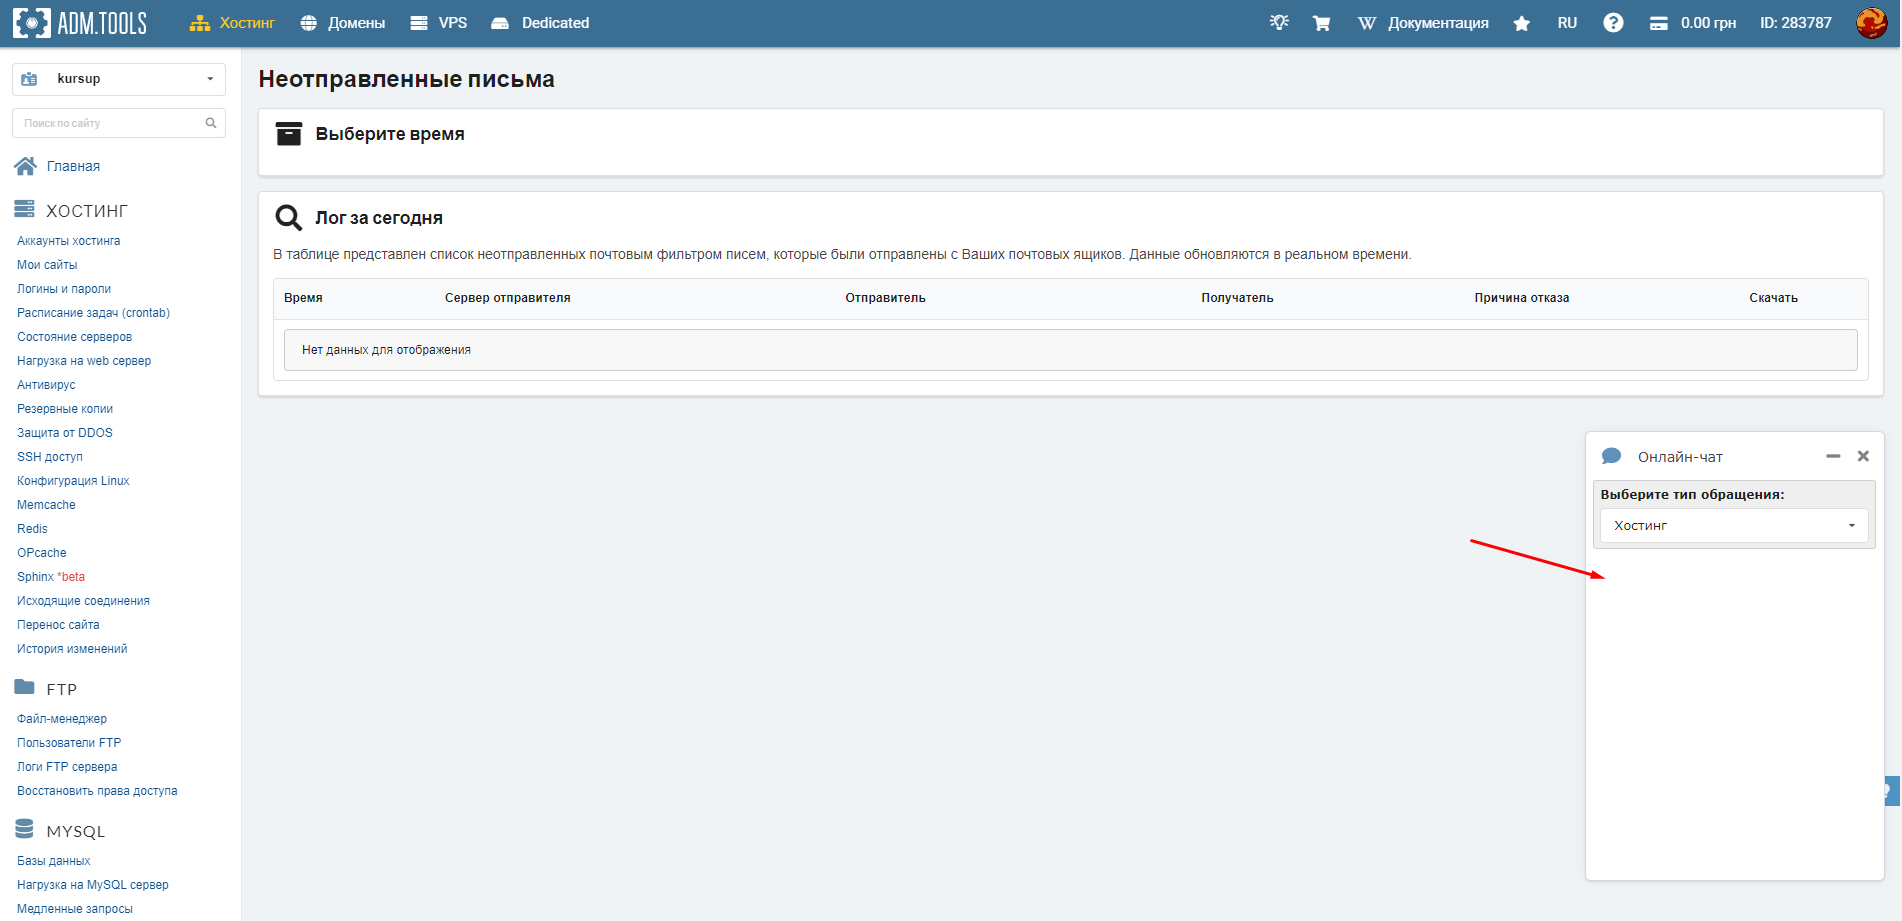 ADM.TOOLS
Хостинг
Домены
VPS
Dedicated
Документация
RU
0.00 грн
ID: 283787
kursup
Поиск по сайту
Главная
ХОСТИНГ
Аккаунты хостинга
Мои сайты
Логины и пароли
Расписание задач (crontab)
Состояние серверов
Нагрузка на web сервер
Антивирус
Резервные копии
Защита от DDOS
SSH доступ
Конфигурация Linux
Memcache
Redis
OPcache
Sphinx *beta
Исходящие соединения
Перенос сайта
История изменений
FTP
Файл-менеджер
Пользователи FTP
Логи FTP сервера
Восстановить права доступа
MYSQL
Базы данных
Нагрузка на MySQL сервер
Медленные запросы
Неотправленные письма
Выберите время
Лог за сегодня
В таблице представлен список неотправленных почтовым фильтром писем, которые были отправлены с Ваших почтовых ящиков. Данные обновляются в реальном времени.
Время Сервер отправителя Отправитель Получатель Причина отказа Скачать
Нет данных для отображения
Онлайн-чат
Выберите тип обращения:
Хостинг